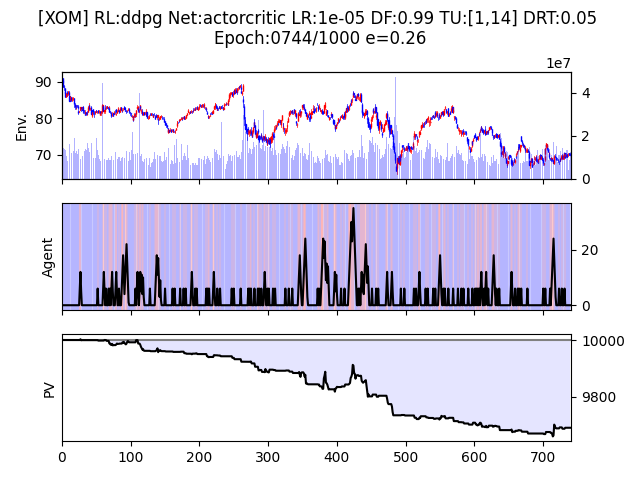 [XOM] RL:ddpg Net:actorcritic LR:1e-05 DF:0.99 TU:[1,14] DRT:0.05
Epoch:0744/1000 e=0.26
1e7
90
80
70
Env.
4
2
0
Agent
20
0
PV
10000
9800
0 100 200 300 400 500 600 700